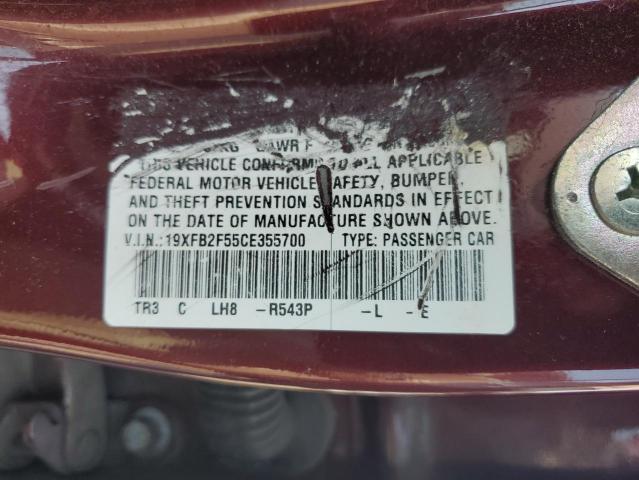 THIS VEHICLE CONFORMS TO ALL APPLICABLE
FEDERAL MOTOR VEHICLE SAFETY, BUMPER,
AND THEFT PREVENTION STANDARDS IN EFFECT
ON THE DATE OF MANUFACTURE SHOWN ABOVE.
V.I.N.:19XFB2F55CE355700 TYPE: PASSENGER CAR
TR3 C LH8 -R543P -L -E